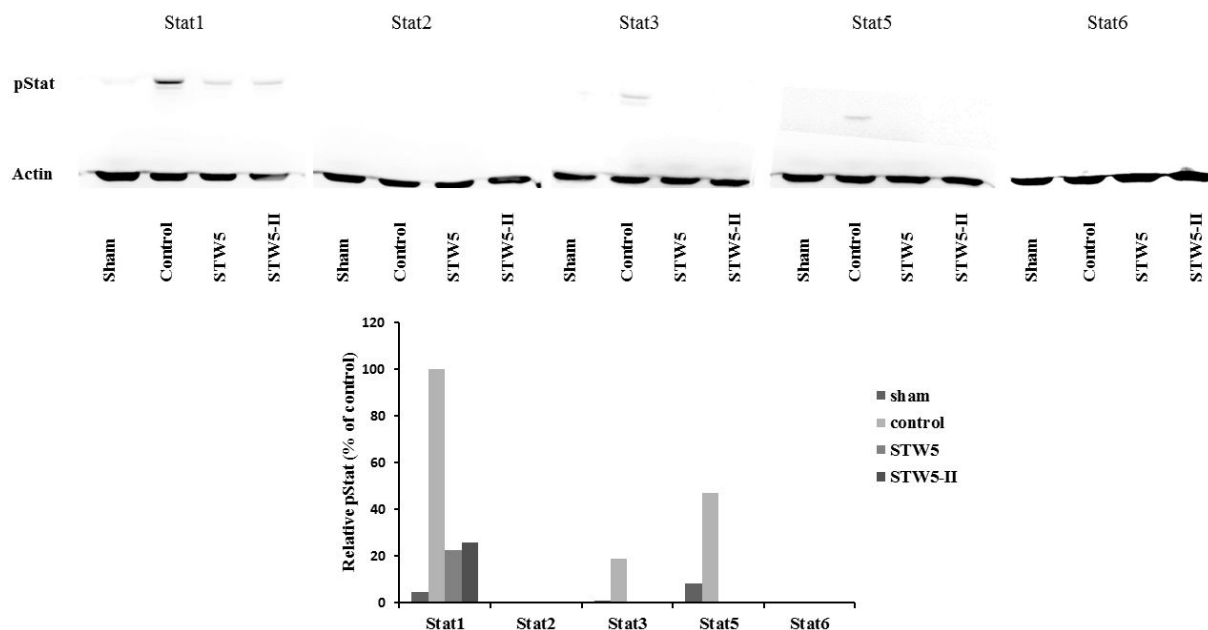 Stat1 Stat2 Stat3 Stat5 Stat6
pStat
Actin
Sham Control STW5 STW5-II Sham Control STW5 STW5-II Sham Control STW5 STW5-II Sham Control STW5 STW5-II Sham Control STW5 STW5-II
Relative pStat (% of control)
120
100
80
60
40
20
0
Stat1 Stat2 Stat3 Stat5 Stat6
sham
control
STW5
STW5-II